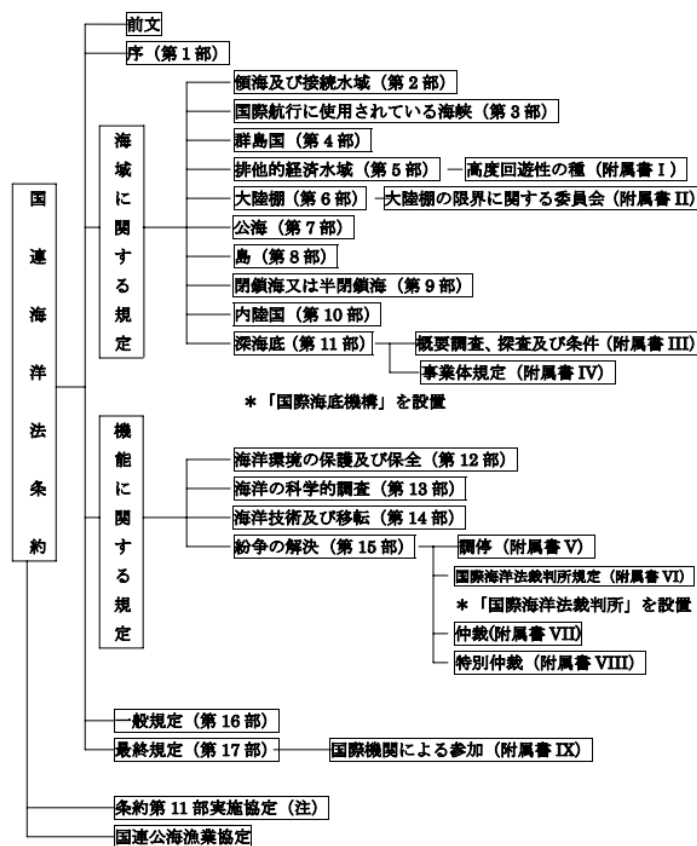 国連海洋法条約
前文
序（第１部）
海域に関する規定
領海及び接続水域（第２部）
国際航行に使用されている海峡（第３部）
群島国（第４部）
排他的経済水域（第５部）
高度回遊性の種（附属書Ⅰ）
大陸棚（第６部）
大陸棚の限界に関する委員会（附属書II）
公海（第７部）
島（第８部）
閉鎖海又は半閉鎖海（第９部）
内陸国（第10部）
深海底（第11部）
概要調査、探査及び条件（附属書III）
事業体規定（附属書IV）
＊「国際海底機構」を設置
機能に関する規定
海洋環境の保護及び保全（第12部）
海洋の科学的調査（第13部）
海洋技術及び移転（第14部）
紛争の解決（第15部）
調停（附属書Ⅴ）
国際海洋法裁判所規定（附属書VI）
＊「国際海洋法裁判所」を設置
仲裁(附属書VII)
特別仲裁（附属書VIII）
一般規定（第16部）
最終規定（第17部）
国際機関による参加（附属書IX）
条約第11部実施協定（注）
国連公海漁業協定